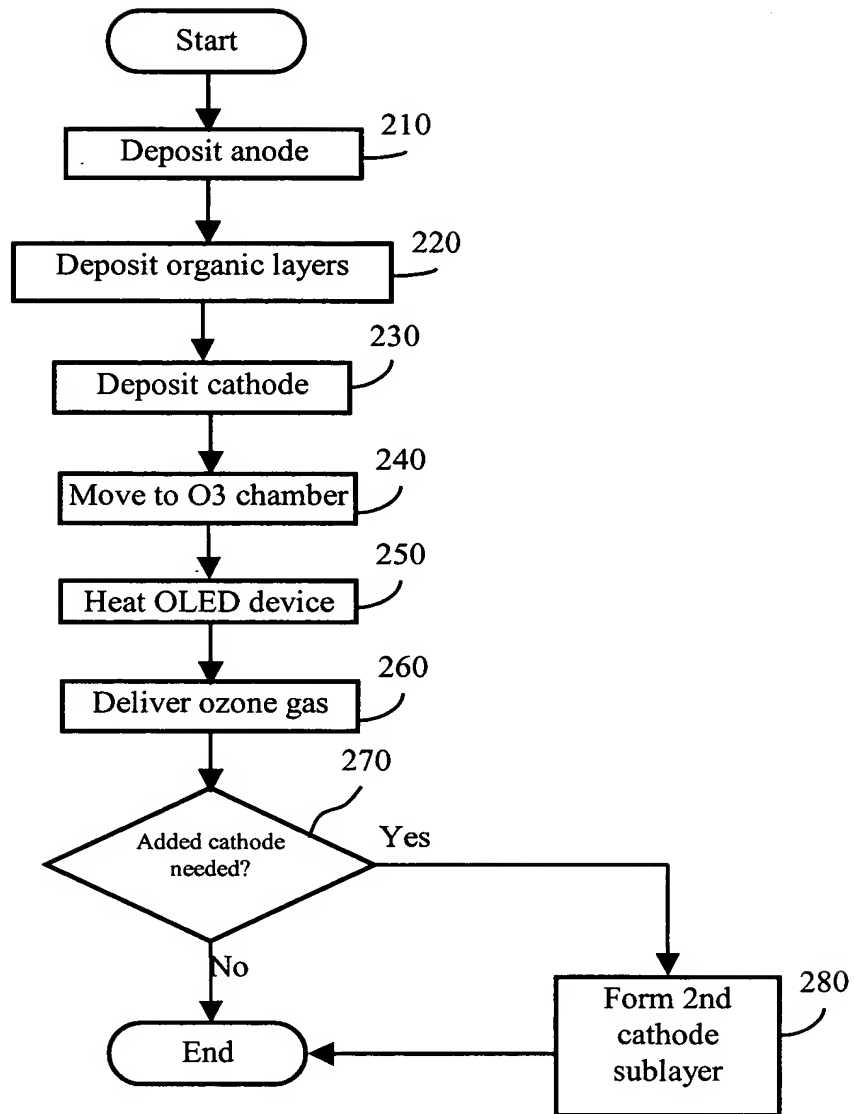 Start
210
Deposit anode
220
Deposit organic layers
230
Deposit cathode
240
Move to O3 chamber
250
Heat OLED device
260
Deliver ozone gas
270
Added cathode
needed?
Yes
No
280
Form 2nd
cathode
sublayer
End